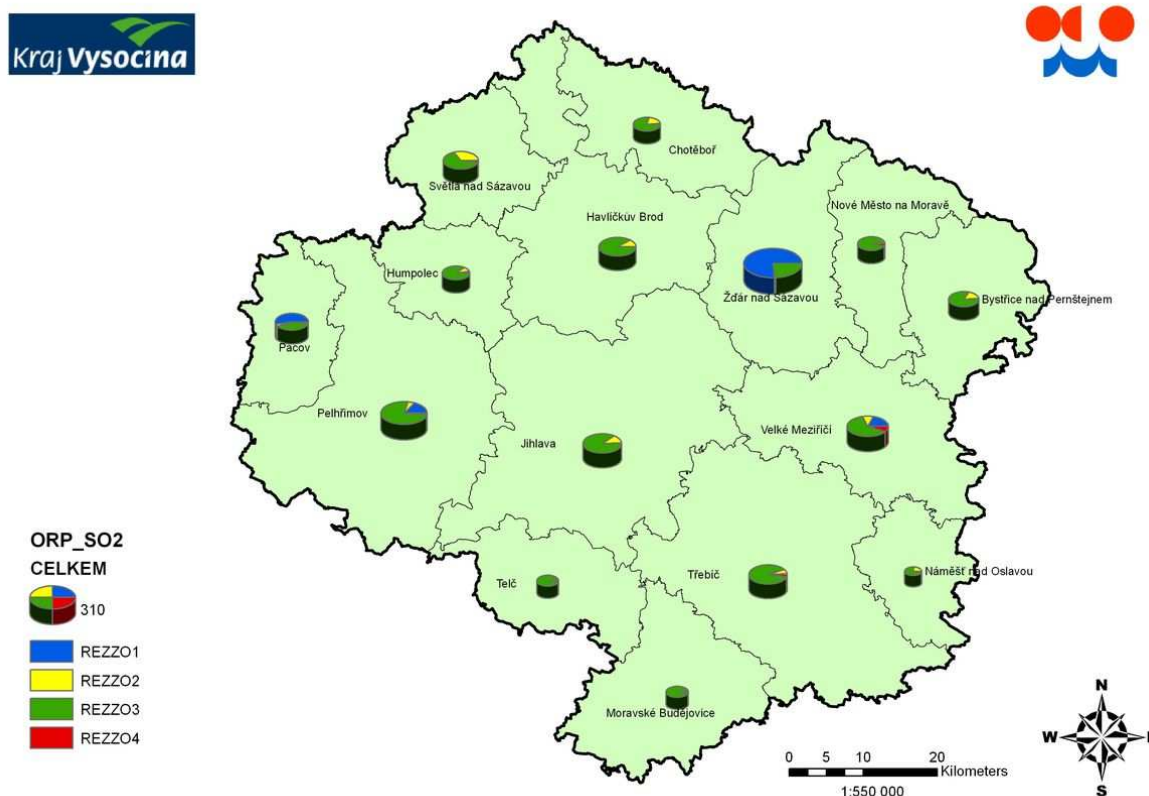 Kraj Vysočina
Chotěboř
Světlá nad Sázavou
Havlíčkův Brod
Nové Město na Moravě
Humpolec
Žďár nad Sázavou
Bystřice nad Pernštejnem
Pacov
Pelhřimov
Jihlava
Velké Meziříčí
Telč
Třebíč
Náměšť nad Oslavou
Moravské Budějovice
ORP_SO2
CELKEM
310
REZZO1
REZZO2
REZZO3
REZZO4
0 5 10 20
Kilometers
1:550 000
N
W
S